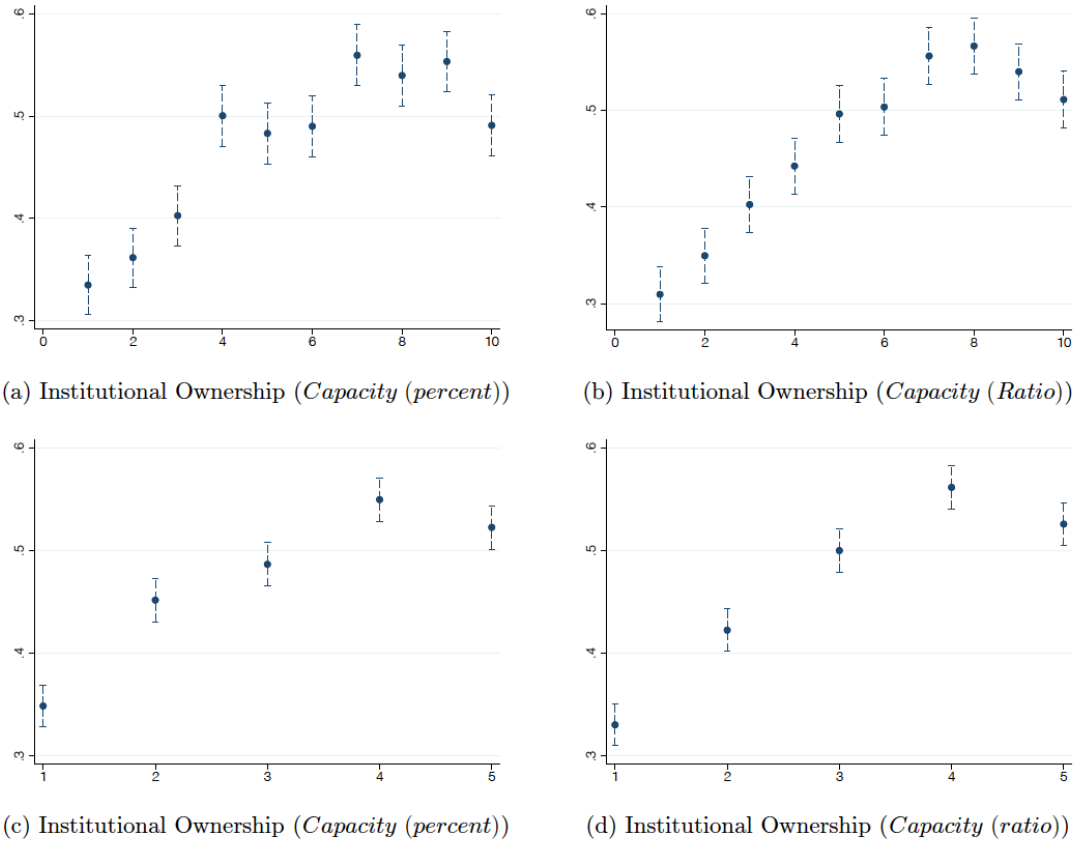 .6 .6
.5 .5
.4 .4
.3 .3
0 2 4 6 8 10 0 2 4 6 8 10
(a) Institutional Ownership (Capacity (percent)) (b) Institutional Ownership (Capacity (Ratio))
.6 .6
.5 .5
.4 .4
.3 .3
1 2 3 4 5 1 2 3 4 5
(c) Institutional Ownership (Capacity (percent)) (d) Institutional Ownership (Capacity (ratio))